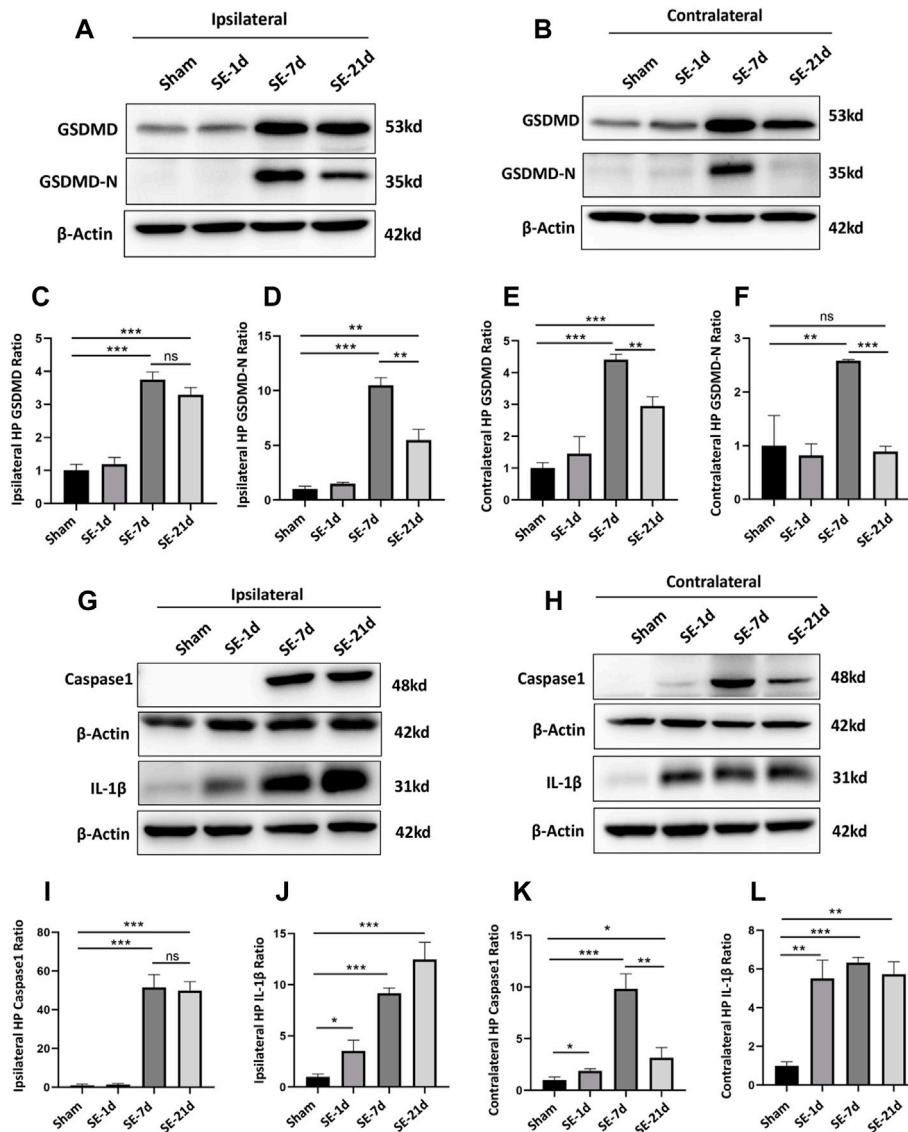 A
Ipsilateral
Sham SE-1d SE-7d SE-21d
GSDMD 53kd
GSDMD-N 35kd
β-Actin 42kd
B
Contralateral
Sham SE-1d SE-7d SE-21d
GSDMD 53kd
GSDMD-N 35kd
β-Actin 42kd
C
Ipsilateral HP GSDMD Ratio
5
4
3
2
1
0
***
***
ns
Sham SE-1d SE-7d SE-21d
D
Ipsilateral HP GSDMD-N Ratio
15
10
5
0
**
***
**
Sham SE-1d SE-7d SE-21d
E
Contralateral HP GSDMD Ratio
6
5
4
3
2
1
0
***
***
**
Sham SE-1d SE-7d SE-21d
F
Contralateral HP GSDMD-N Ratio
3
2
1
0
ns
**
***
Sham SE-1d SE-7d SE-21d
G
Ipsilateral
Sham SE-1d SE-7d SE-21d
Caspase1 48kd
β-Actin 42kd
IL-1β 31kd
β-Actin 42kd
H
Contralateral
Sham SE-1d SE-7d SE-21d
Caspase1 48kd
β-Actin 42kd
IL-1β 31kd
β-Actin 42kd
I
Ipsilateral HP Caspase1 Ratio
80
60
40
20
0
***
***
ns
Sham SE-1d SE-7d SE-21d
J
Ipsilateral HP IL-1β Ratio
15
10
5
0
***
***
*
Sham SE-1d SE-7d SE-21d
K
Contralateral HP Caspase1 Ratio
15
10
5
0
*
***
**
*
Sham SE-1d SE-7d SE-21d
L
Contralateral HP IL-1β Ratio
10
8
6
4
2
0
**
***
**
Sham SE-1d SE-7d SE-21d